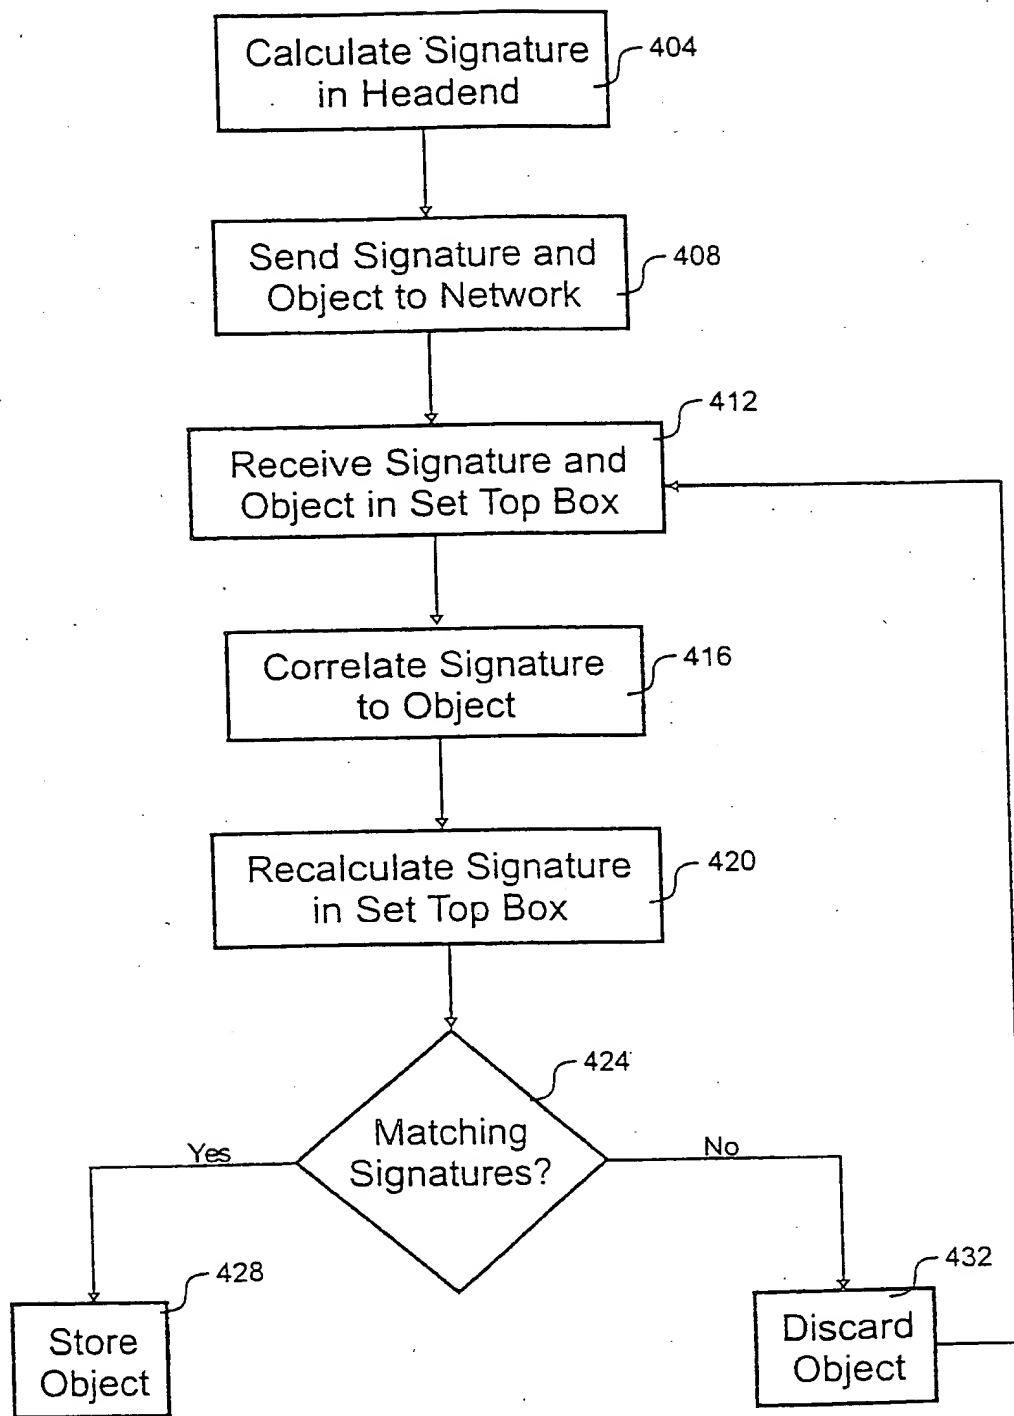 Calculate Signature
in Headend
404
Send Signature and
Object to Network
408
Receive Signature and
Object in Set Top Box
412
Correlate Signature
to Object
416
Recalculate Signature
in Set Top Box
420
Matching
Signatures?
424
Yes
No
Store
Object
428
Discard
Object
432